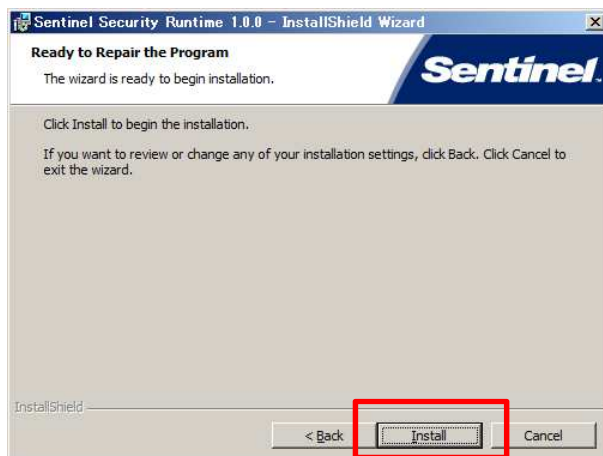 Sentinel Security Runtime 1.0.0 - InstallShield Wizard
Ready to Repair the Program
The wizard is ready to begin installation.
Sentinel.
Click Install to begin the installation.
If you want to review or change any of your installation settings, click Back. Click Cancel to
exit the wizard.
InstallShield
< Back Install Cancel